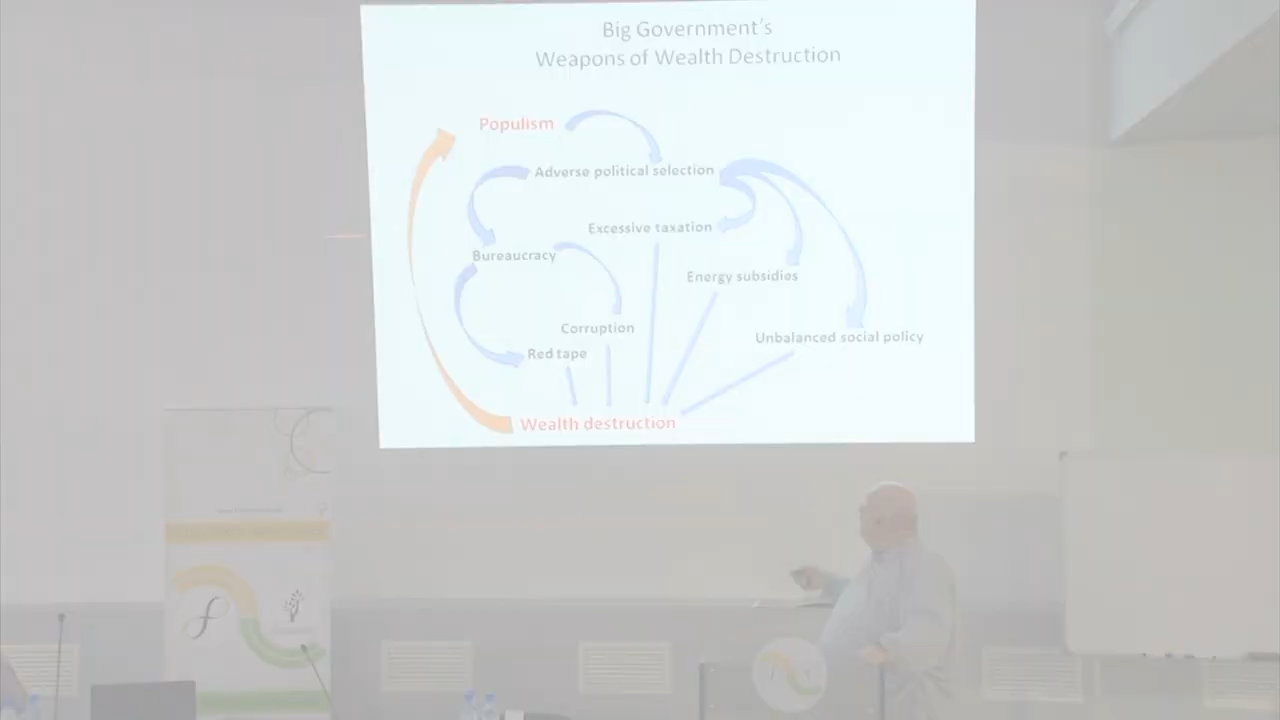 Big Government's
Weapons of Wealth Destruction
Populism
Adverse political selection
Excessive taxation
Bureaucracy
Energy subsidies
Corruption
Unbalanced social policy
Red tape
Wealth destruction